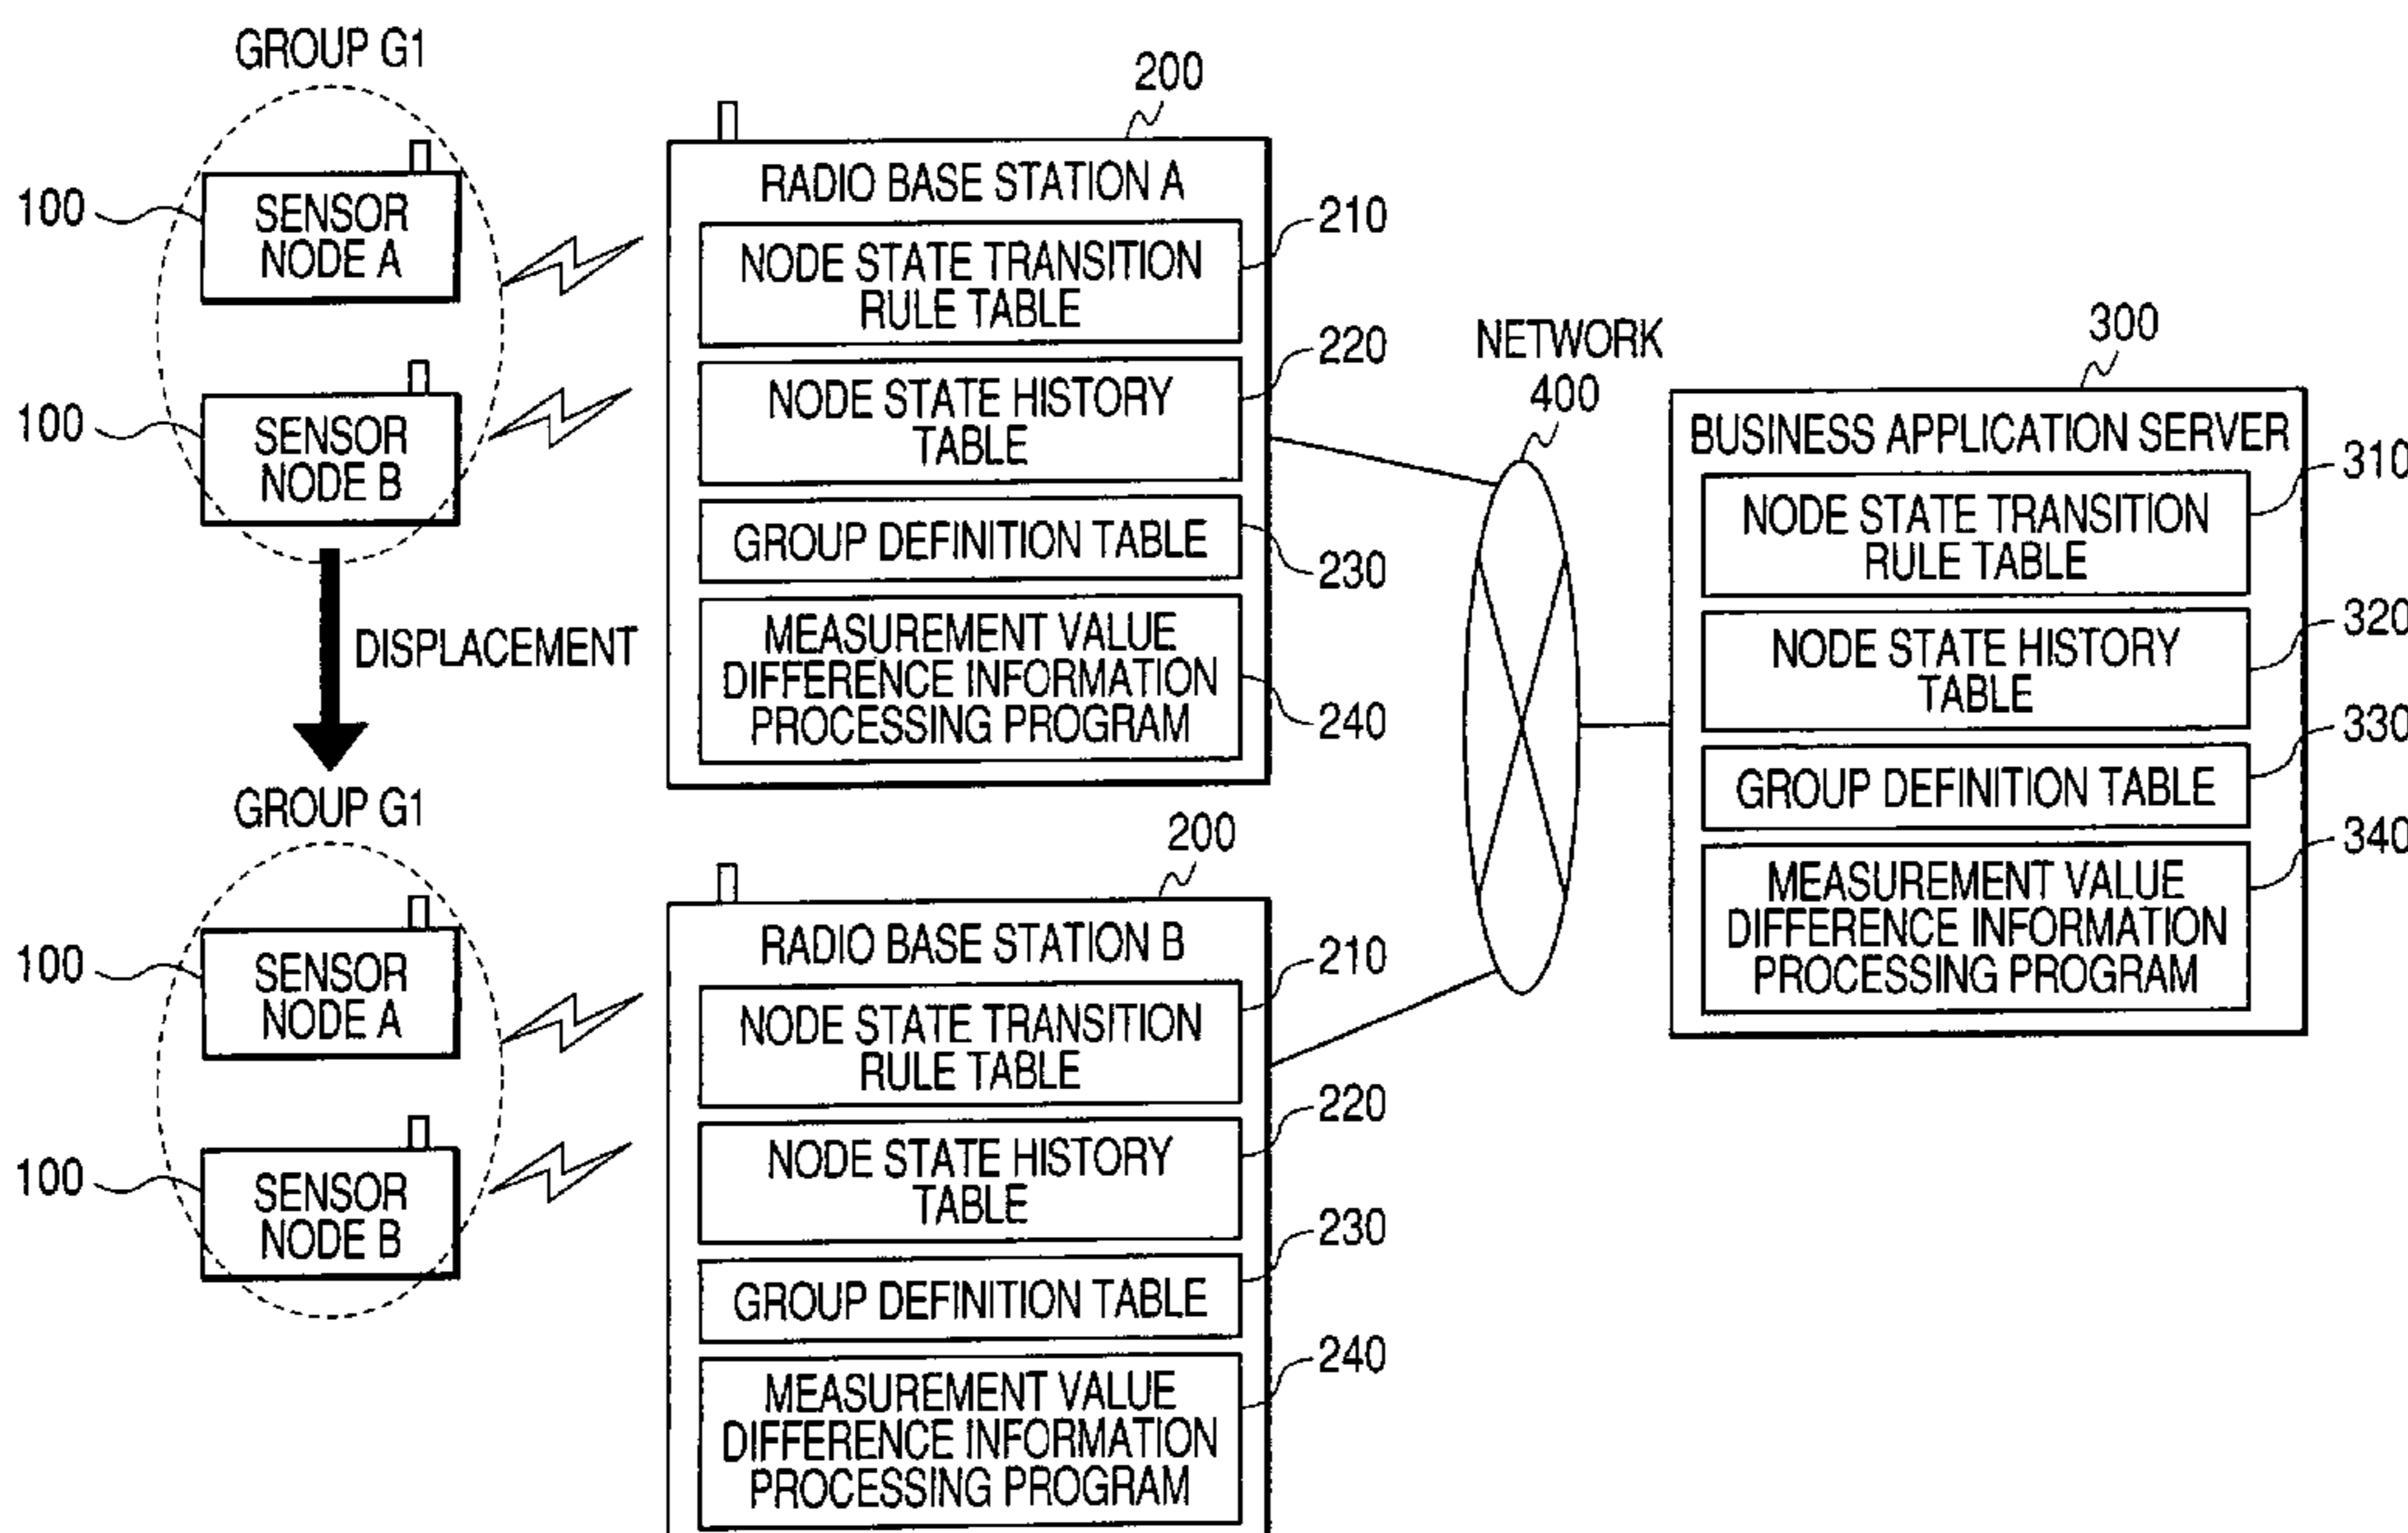 GROUP G1
100
SENSOR
NODE A
100
SENSOR
NODE B
DISPLACEMENT
GROUP G1
100
SENSOR
NODE A
100
SENSOR
NODE B
200
RADIO BASE STATION A
NODE STATE TRANSITION
RULE TABLE
210
NODE STATE HISTORY
TABLE
220
GROUP DEFINITION TABLE
230
MEASUREMENT VALUE
DIFFERENCE INFORMATION
PROCESSING PROGRAM
240
200
RADIO BASE STATION B
NODE STATE TRANSITION
RULE TABLE
210
NODE STATE HISTORY
TABLE
220
GROUP DEFINITION TABLE
230
MEASUREMENT VALUE
DIFFERENCE INFORMATION
PROCESSING PROGRAM
240
NETWORK
400
300
BUSINESS APPLICATION SERVER
NODE STATE TRANSITION
RULE TABLE
310
NODE STATE HISTORY
TABLE
320
GROUP DEFINITION TABLE
330
MEASUREMENT VALUE
DIFFERENCE INFORMATION
PROCESSING PROGRAM
340